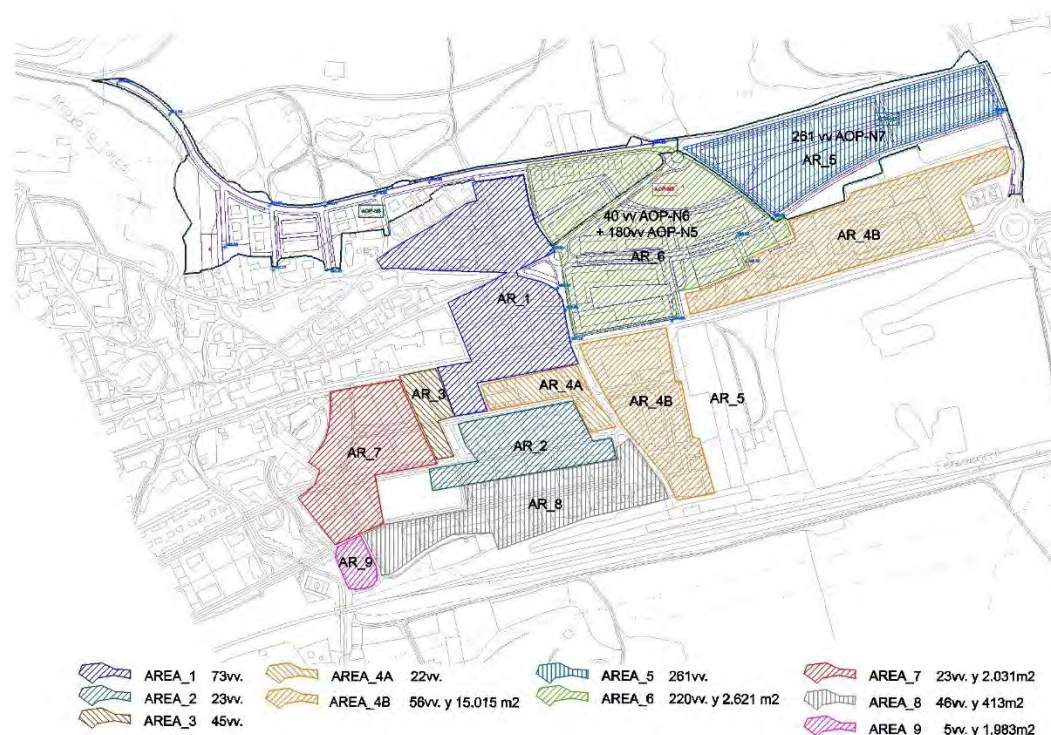 261 vv AOP-N7
AR_5
40 vv AOP-N6
+ 180vv AOP-N5
AR_6
AR_4B
AR_1
AR_4A
AR_3
AR_4B
AR_5
AR_7
AR_2
AR_8
AR_9
AREA_1 73vv.
AREA_2 23vv.
AREA_3 45vv.
AREA_4A 22vv.
AREA_4B 56vv. y 15.015 m2
AREA_5 261vv.
AREA_6 220vv. y 2.621 m2
AREA_7 23vv. y 2.031m2
AREA_8 46vv. y 413m2
AREA_9 5vv. y 1.983m2